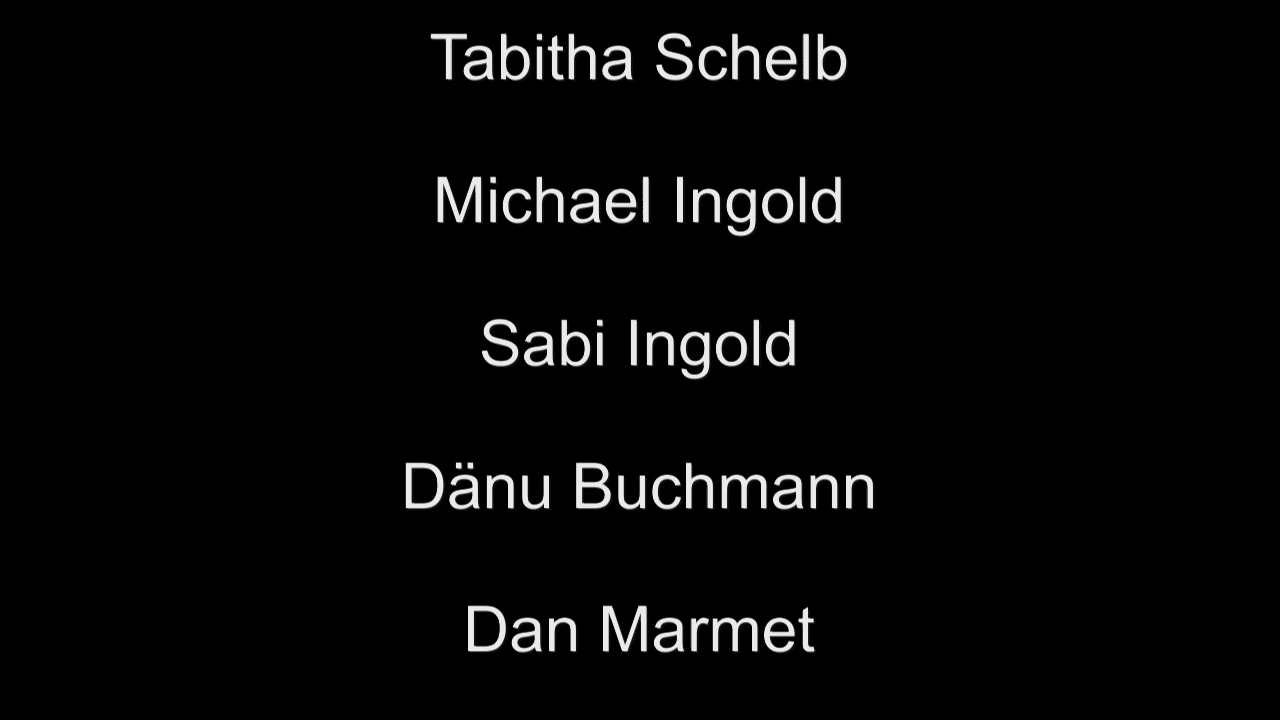 Tabitha Schelb
Michael Ingold
Sabi Ingold
Dänu Buchmann
Dan Marmet